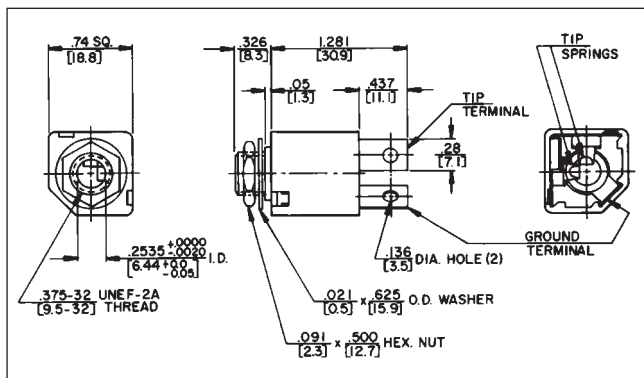 .74 SQ.
[18.8]
.326
[8.3]
1.281
[30.9]
.05
[1.3]
.437
[11.1]
TIP
TERMINAL
.28
[7.1]
TIP
SPRINGS
.2535 +.0000 -.0020 I.D.
[6.44 +0.0 -0.05]
.375-32 UNEF-2A
[9.5-32] THREAD
.136 DIA. HOLE (2)
[3.5]
GROUND
TERMINAL
.021 x .625 O.D. WASHER
[0.5] [15.9]
.091 x .500 HEX. NUT
[2.3] [12.7]